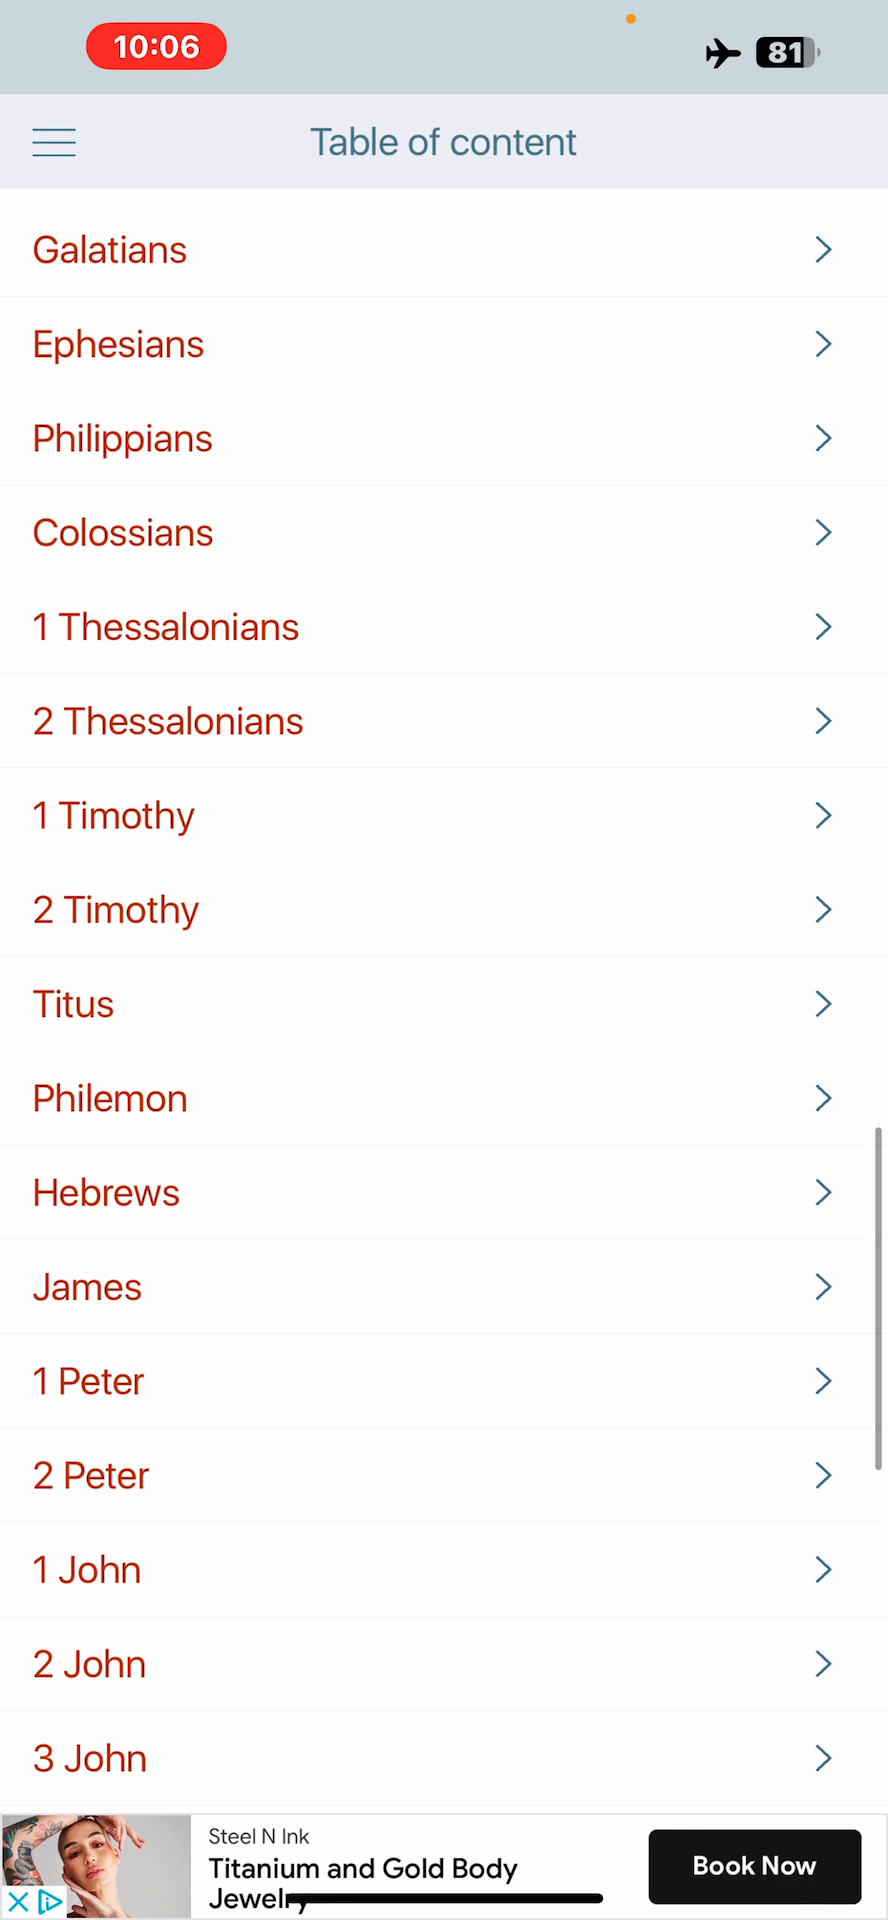 10:06
81
Table of content
Galatians
Ephesians
Philippians
Colossians
1 Thessalonians
2 Thessalonians
1 Timothy
2 Timothy
Titus
Philemon
Hebrews
James
1 Peter
2 Peter
1 John
2 John
3 John
Steel N Ink
Titanium and Gold Body
Jewelry
Book Now